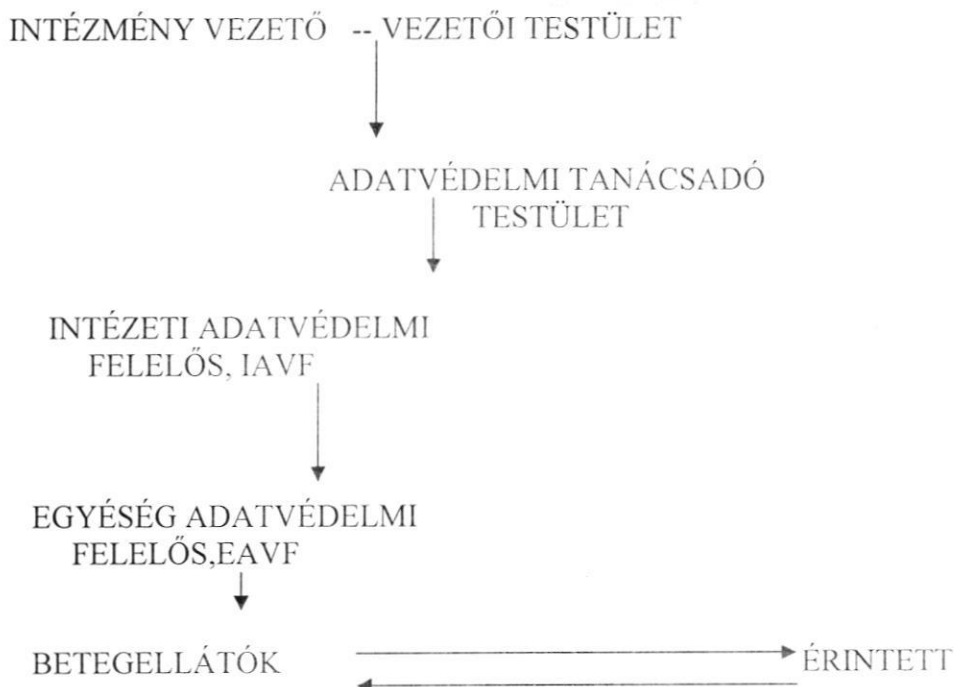 INTÉZMÉNY VEZETŐ -- VEZETŐI TESTÜLET
ADATVÉDELMI TANÁCSADÓ
TESTÜLET
INTÉZETI ADATVÉDELMI
FELELŐS, IAVF
EGYÉSÉG ADATVÉDELMI
FELELŐS,EAVF
BETEGELLÁTÓK
ÉRINTETT